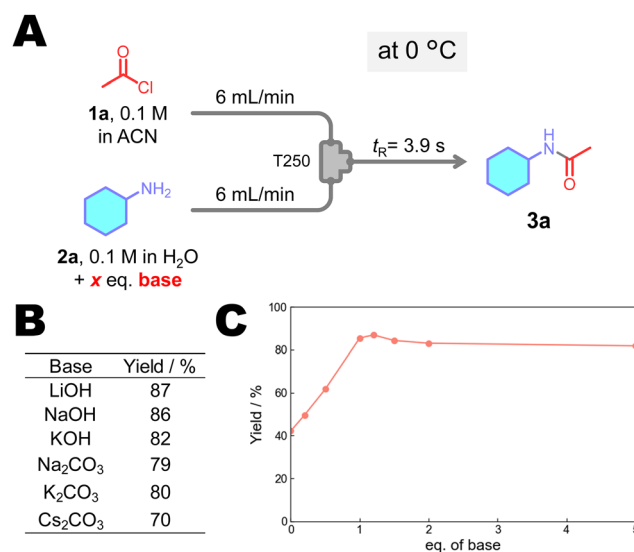 A
at 0 °C
O
Cl
1a, 0.1 M
in ACN
6 mL/min
T250
tR= 3.9 s
H
N
O
3a
NH2
6 mL/min
2a, 0.1 M in H2O
+ x eq. base
B
Base Yield / %
LiOH 87
NaOH 86
KOH 82
Na2CO3 79
K2CO3 80
Cs2CO3 70
C
Yield / %
100
80
60
40
20
0
0 1 2 3 4 5
eq. of base